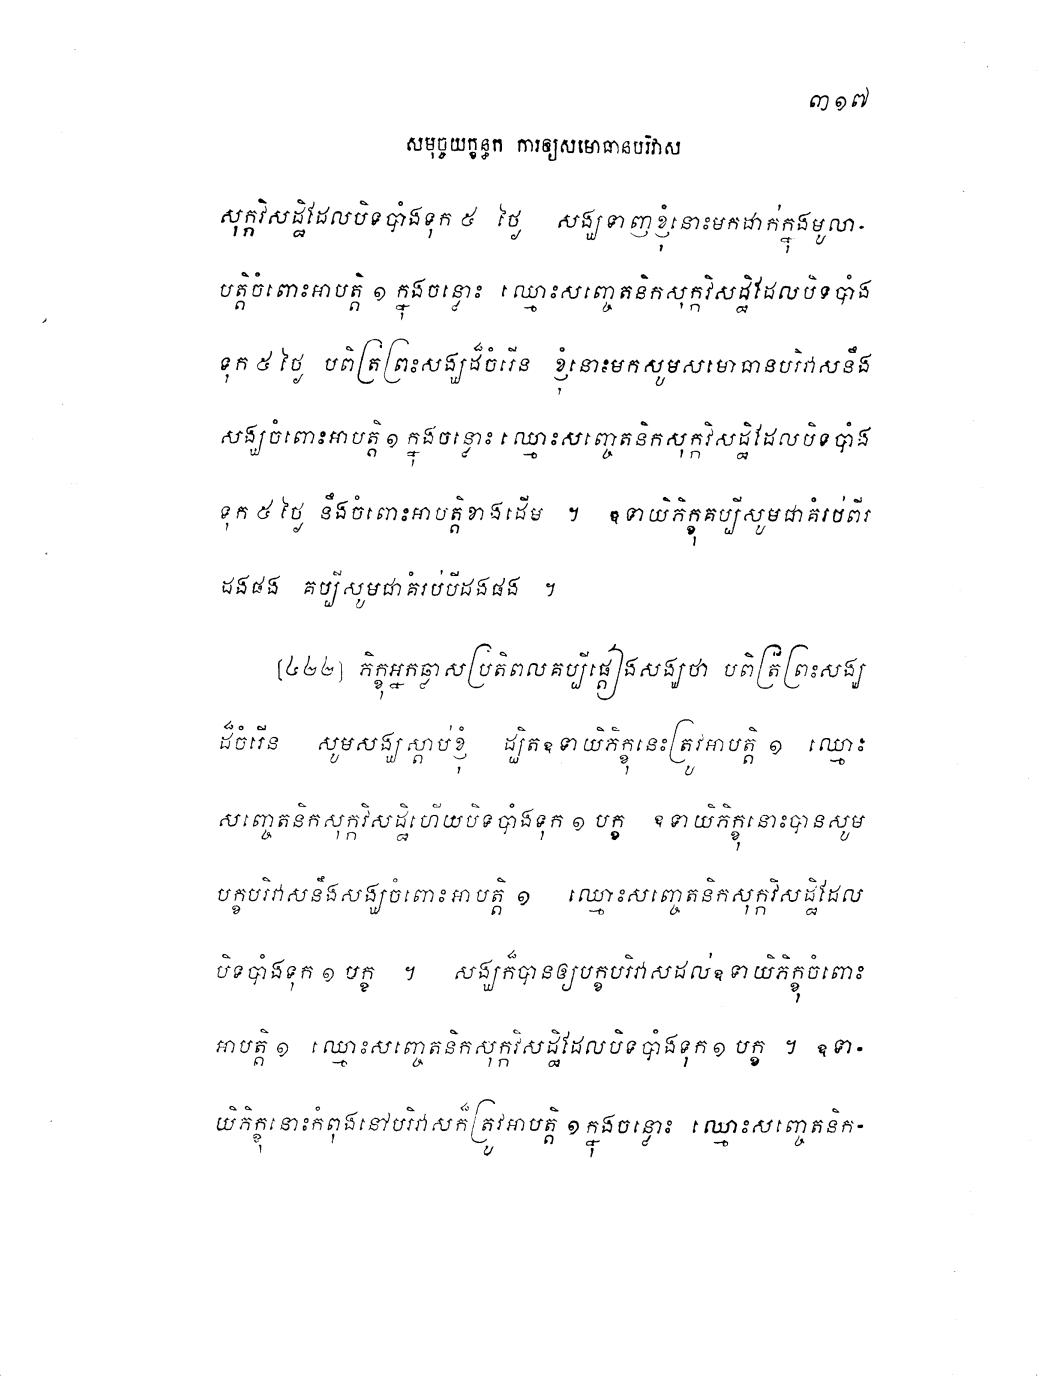 ៣១៧
សមុច្ចយក្ខន្ធក ការឲ្យសមោធានបរិវាស
សុក្កវិសដ្ឋិដែលបិទបាំងទុក ៥ ថ្ងៃ សង្ឃទាញខ្ញុំនោះមកដាក់ក្នុងមូលា-
បត្តិចំពោះអាបត្តិ ១ ក្នុងចន្លោះ ឈ្មោះសញ្ចេតនិកសុក្កវិសដ្ឋិដែលបិទបាំង
ទុក ៥ ថ្ងៃ បពិត្រព្រះសង្ឃដ៏ចំរើន ខ្ញុំនោះមកសូមសមោធានបរិវាសនឹង
សង្ឃចំពោះអាបត្តិ ១ ក្នុងចន្លោះ ឈ្មោះសញ្ចេតនិកសុក្កវិសដ្ឋិដែលបិទបាំង
ទុក ៥ ថ្ងៃ នឹងចំពោះអាបត្តិខាងដើម ។ ឧទាយិភិក្ខុគប្បីសូមជាគំរប់ពីរ
ដងផង គប្បីសូមជាគំរប់បីដងផង ។
[៤២២] ភិក្ខុអ្នកឆ្លាសប្រតិពលគប្បីផ្តៀងសង្ឃថា បពិត្រព្រះសង្ឃ
ដ៏ចំរើន សូមសង្ឃស្តាប់ខ្ញុំ ដ្បិតឧទាយិភិក្ខុនេះត្រូវអាបត្តិ ១ ឈ្មោះ
សញ្ចេតនិកសុក្កវិសដ្ឋិហើយបិទបាំងទុក ១ បក្ខ ឧទាយិភិក្ខុនោះបានសូម
បក្ខបរិវាសនឹងសង្ឃចំពោះអាបត្តិ ១ ឈ្មោះសញ្ចេតនិកសុក្កវិសដ្ឋិដែល
បិទបាំងទុក ១ បក្ខ ។ សង្ឃក៏បានឲ្យបក្ខបរិវាសដល់ឧទាយិភិក្ខុចំពោះ
អាបត្តិ ១ ឈ្មោះសញ្ចេតនិកសុក្កវិសដ្ឋិដែលបិទបាំងទុក ១ បក្ខ ។ ឧទា-
យិភិក្ខុនោះកំពុងនៅបរិវាសក៏ត្រូវអាបត្តិ ១ ក្នុងចន្លោះ ឈ្មោះសញ្ចេតនិក-